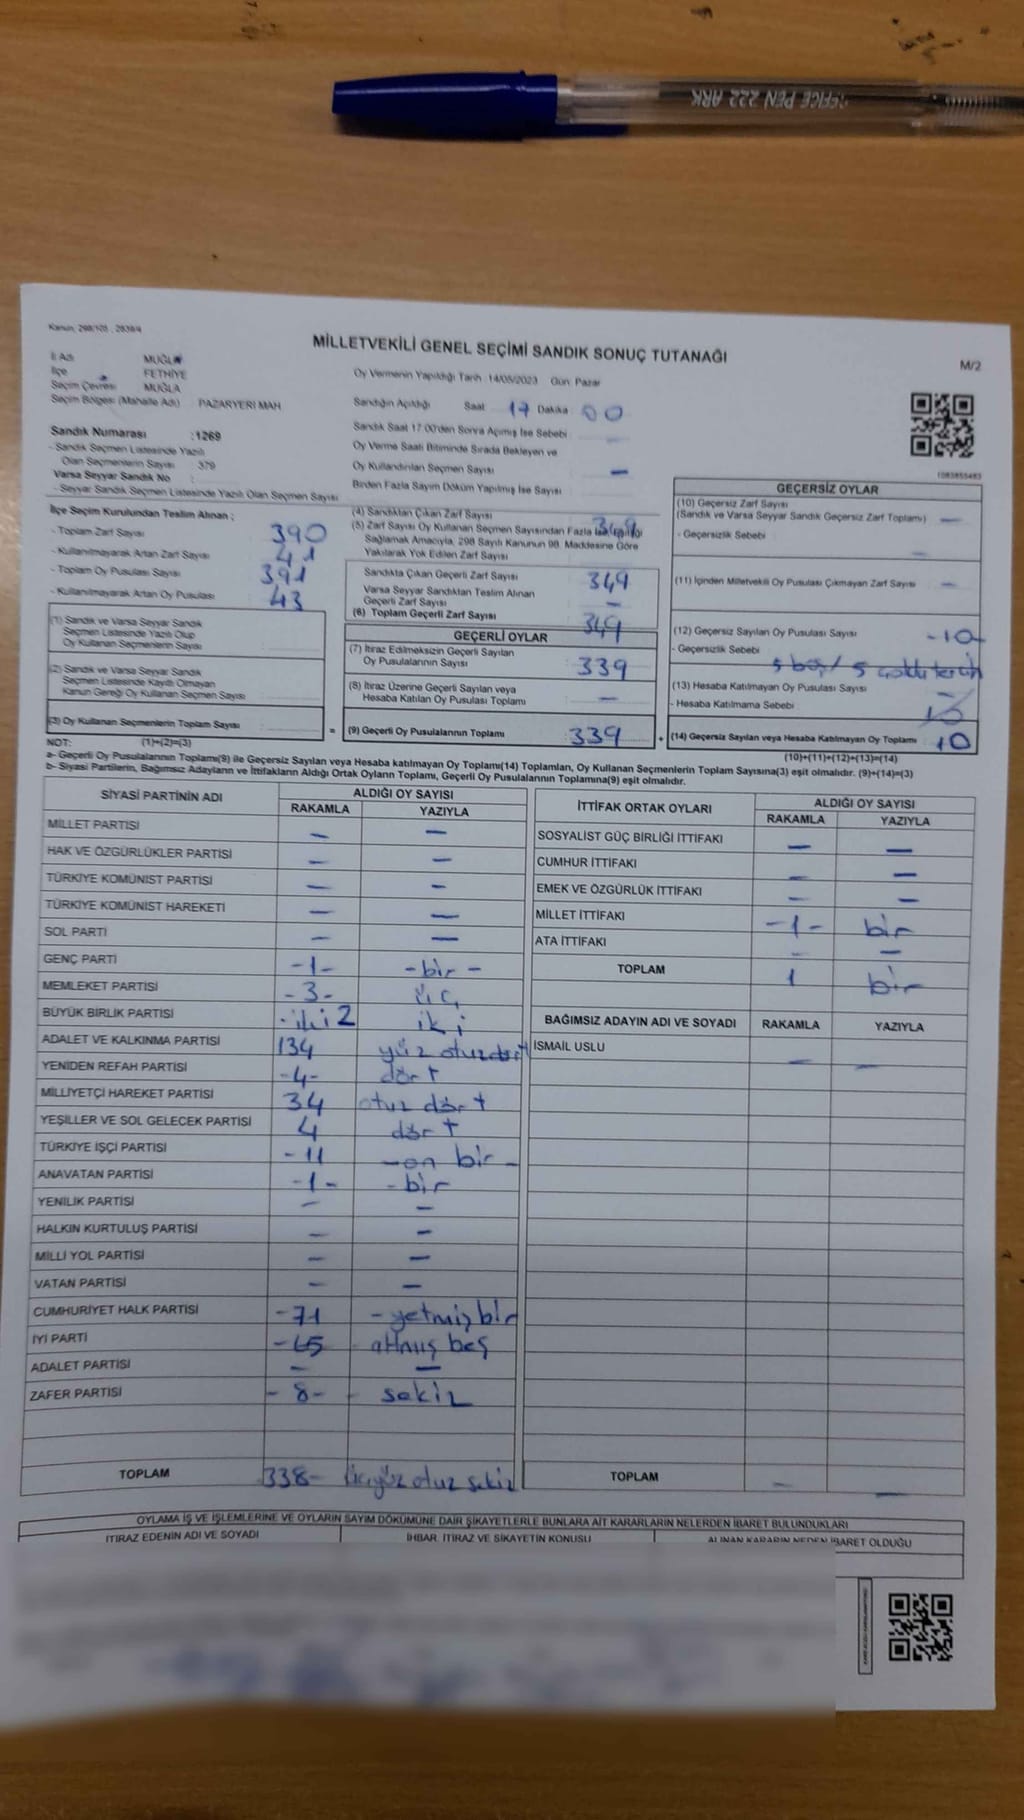 OFFICE PEN 222 ARK
Kanun, 298/105 , 2839/4
MİLLETVEKİLİ GENEL SEÇİMİ SANDIK SONUÇ TUTANAĞI
M/2
İl Adı MUĞLA
İlçe FETHİYE
Seçim Çevresi MUĞLA
Seçim Bölgesi (Mahalle Adı) PAZARYERİ MAH
Sandık Numarası :1269
- Sandık Seçmen Listesinde Yazılı
Olan Seçmenlerin Sayısı : 379
Varsa Seyyar Sandık No
- Seyyar Sandık Seçmen Listesinde Yazılı Olan Seçmen Sayısı
Oy Vermenin Yapıldığı Tarih 14/05/2023 Gün: Pazar
Sandığın Açıldığı Saat 17 Dakika 00
Sandık Saat 17.00'den Sonra Açılmış İse Sebebi
Oy Verme Saati Bitiminde Sırada Bekleyen ve
Oy Kullandırılan Seçmen Sayısı —
Birden Fazla Sayım Döküm Yapılmış İse Sayısı
1083855483
İlçe Seçim Kurulundan Teslim Alınan ;
- Toplam Zarf Sayısı 390
- Kullanılmayarak Artan Zarf Sayısı 41
- Toplam Oy Pusulası Sayısı 391
- Kullanılmayarak Artan Oy Pusulası 43
(4) Sandıktan Çıkan Zarf Sayısı 349
(5) Zarf Sayısı Oy Kullanan Seçmen Sayısından Fazla İse
Sağlamak Amacıyla, 298 Sayılı Kanunun 98. Maddesine Göre
Yakılarak Yok Edilen Zarf Sayısı
Sandıkta Çıkan Geçerli Zarf Sayısı 349
Varsa Seyyar Sandıktan Teslim Alınan
Geçerli Zarf Sayısı —
(6) Toplam Geçerli Zarf Sayısı 349
GEÇERSİZ OYLAR
(10) Geçersiz Zarf Sayısı
(Sandık ve Varsa Seyyar Sandık Geçersiz Zarf Toplamı) —
- Geçersizlik Sebebi —
(11) İçinden Milletvekili Oy Pusulası Çıkmayan Zarf Sayısı —
(12) Geçersiz Sayılan Oy Pusulası Sayısı -10-
- Geçersizlik Sebebi 5 boş / 5 çoklu tercih
(13) Hesaba Katılmayan Oy Pusulası Sayısı —
- Hesaba Katılmama Sebebi 10
(14) Geçersiz Sayılan veya Hesaba Katılmayan Oy Toplamı 10
(10)+(11)+(12)+(13)=(14)
(1) Sandık ve Varsa Seyyar Sandık
Seçmen Listesinde Yazılı Olup
Oy Kullanan Seçmenlerin Sayısı
(2) Sandık ve Varsa Seyyar Sandık
Seçmen Listesinde Kayıtlı Olmayan
Kanun Gereği Oy Kullanan Seçmen Sayısı
(3) Oy Kullanan Seçmenlerin Toplam Sayısı =
(1)+(2)=(3)
GEÇERLİ OYLAR
(7) İtiraz Edilmeksizin Geçerli Sayılan
Oy Pusulalarının Sayısı 339
(8) İtiraz Üzerine Geçerli Sayılan veya
Hesaba Katılan Oy Pusulası Toplamı —
(9) Geçerli Oy Pusulalarının Toplamı 339 +
NOT:
a- Geçerli Oy Pusulalarının Toplamı(9) ile Geçersiz Sayılan veya Hesaba katılmayan Oy Toplamı(14) Toplamları, Oy Kullanan Seçmenlerin Toplam Sayısına(3) eşit olmalıdır. (9)+(14)=(3)
b- Siyasi Partilerin, Bağımsız Adayların ve İttifakların Aldığı Ortak Oyların Toplamı, Geçerli Oy Pusulalarının Toplamına(9) eşit olmalıdır.
SİYASİ PARTİNİN ADI ALDIĞI OY SAYISI
RAKAMLA YAZIYLA
MİLLET PARTİSİ — —
HAK VE ÖZGÜRLÜKLER PARTİSİ — —
TÜRKİYE KOMÜNİST PARTİSİ — —
TÜRKİYE KOMÜNİST HAREKETİ — —
SOL PARTİ — —
GENÇ PARTİ -1- -bir-
MEMLEKET PARTİSİ -3- üç
BÜYÜK BİRLİK PARTİSİ -iki 2 iki
ADALET VE KALKINMA PARTİSİ 134 yüz otuzdört
YENİDEN REFAH PARTİSİ -4- dört
MİLLİYETÇİ HAREKET PARTİSİ 34 otuz dört
YEŞİLLER VE SOL GELECEK PARTİSİ 4 dört
TÜRKİYE İŞÇİ PARTİSİ -11 -on bir-
ANAVATAN PARTİSİ -1- -bir
YENİLİK PARTİSİ — —
HALKIN KURTULUŞ PARTİSİ — —
MİLLİ YOL PARTİSİ — —
VATAN PARTİSİ — —
CUMHURİYET HALK PARTİSİ -71 -yetmiş bir
İYİ PARTİ -65 -altmış beş
ADALET PARTİSİ — —
ZAFER PARTİSİ -8- - sekiz
TOPLAM 338- üçyüz otuz sekiz
İTTİFAK ORTAK OYLARI ALDIĞI OY SAYISI
RAKAMLA YAZIYLA
SOSYALİST GÜÇ BİRLİĞİ İTTİFAKI — —
CUMHUR İTTİFAKI — —
EMEK VE ÖZGÜRLÜK İTTİFAKI — —
MİLLET İTTİFAKI -1- bir
ATA İTTİFAKI — —
TOPLAM 1 bir
BAĞIMSIZ ADAYIN ADI VE SOYADI RAKAMLA YAZIYLA
İSMAİL USLU — —
TOPLAM — —
OYLAMA İŞ VE İŞLEMLERİNE VE OYLARIN SAYIM DÖKÜMÜNE DAİR ŞİKAYETLERLE BUNLARA AİT KARARLARIN NELERDEN İBARET BULUNDUKLARI
İTİRAZ EDENİN ADI VE SOYADI İHBAR, İTİRAZ VE ŞİKAYETİN KONUSU ALINAN KARARIN NEDEN İBARET OLDUĞU